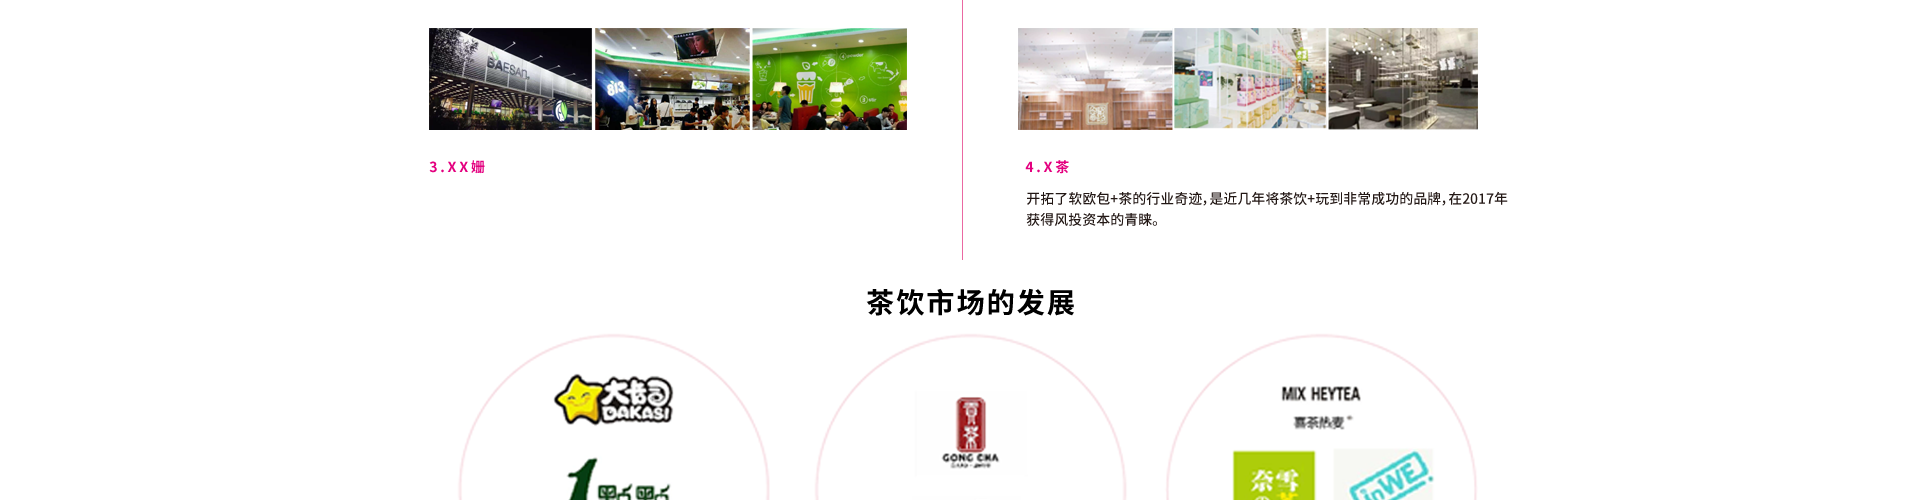 BAESAN
813
3.XX姗
4.X茶
开拓了软欧包+茶的行业奇迹,是近几年将茶饮+玩到非常成功的品牌,在2017年
获得风投资本的青睐。
茶饮市场的发展
大卡司
DAKASI
1點點
貢茶
GONG CHA
MIX HEYTEA
喜茶热麦
奈雪
inWE